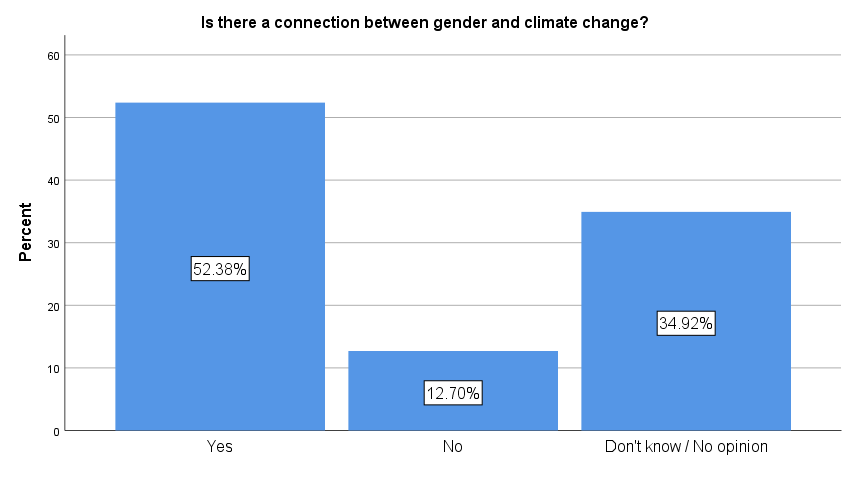 Is there a connection between gender and climate change?
Percent
60
50
40
30
20
10
0
52.38%
12.70%
34.92%
Yes
No
Don't know / No opinion